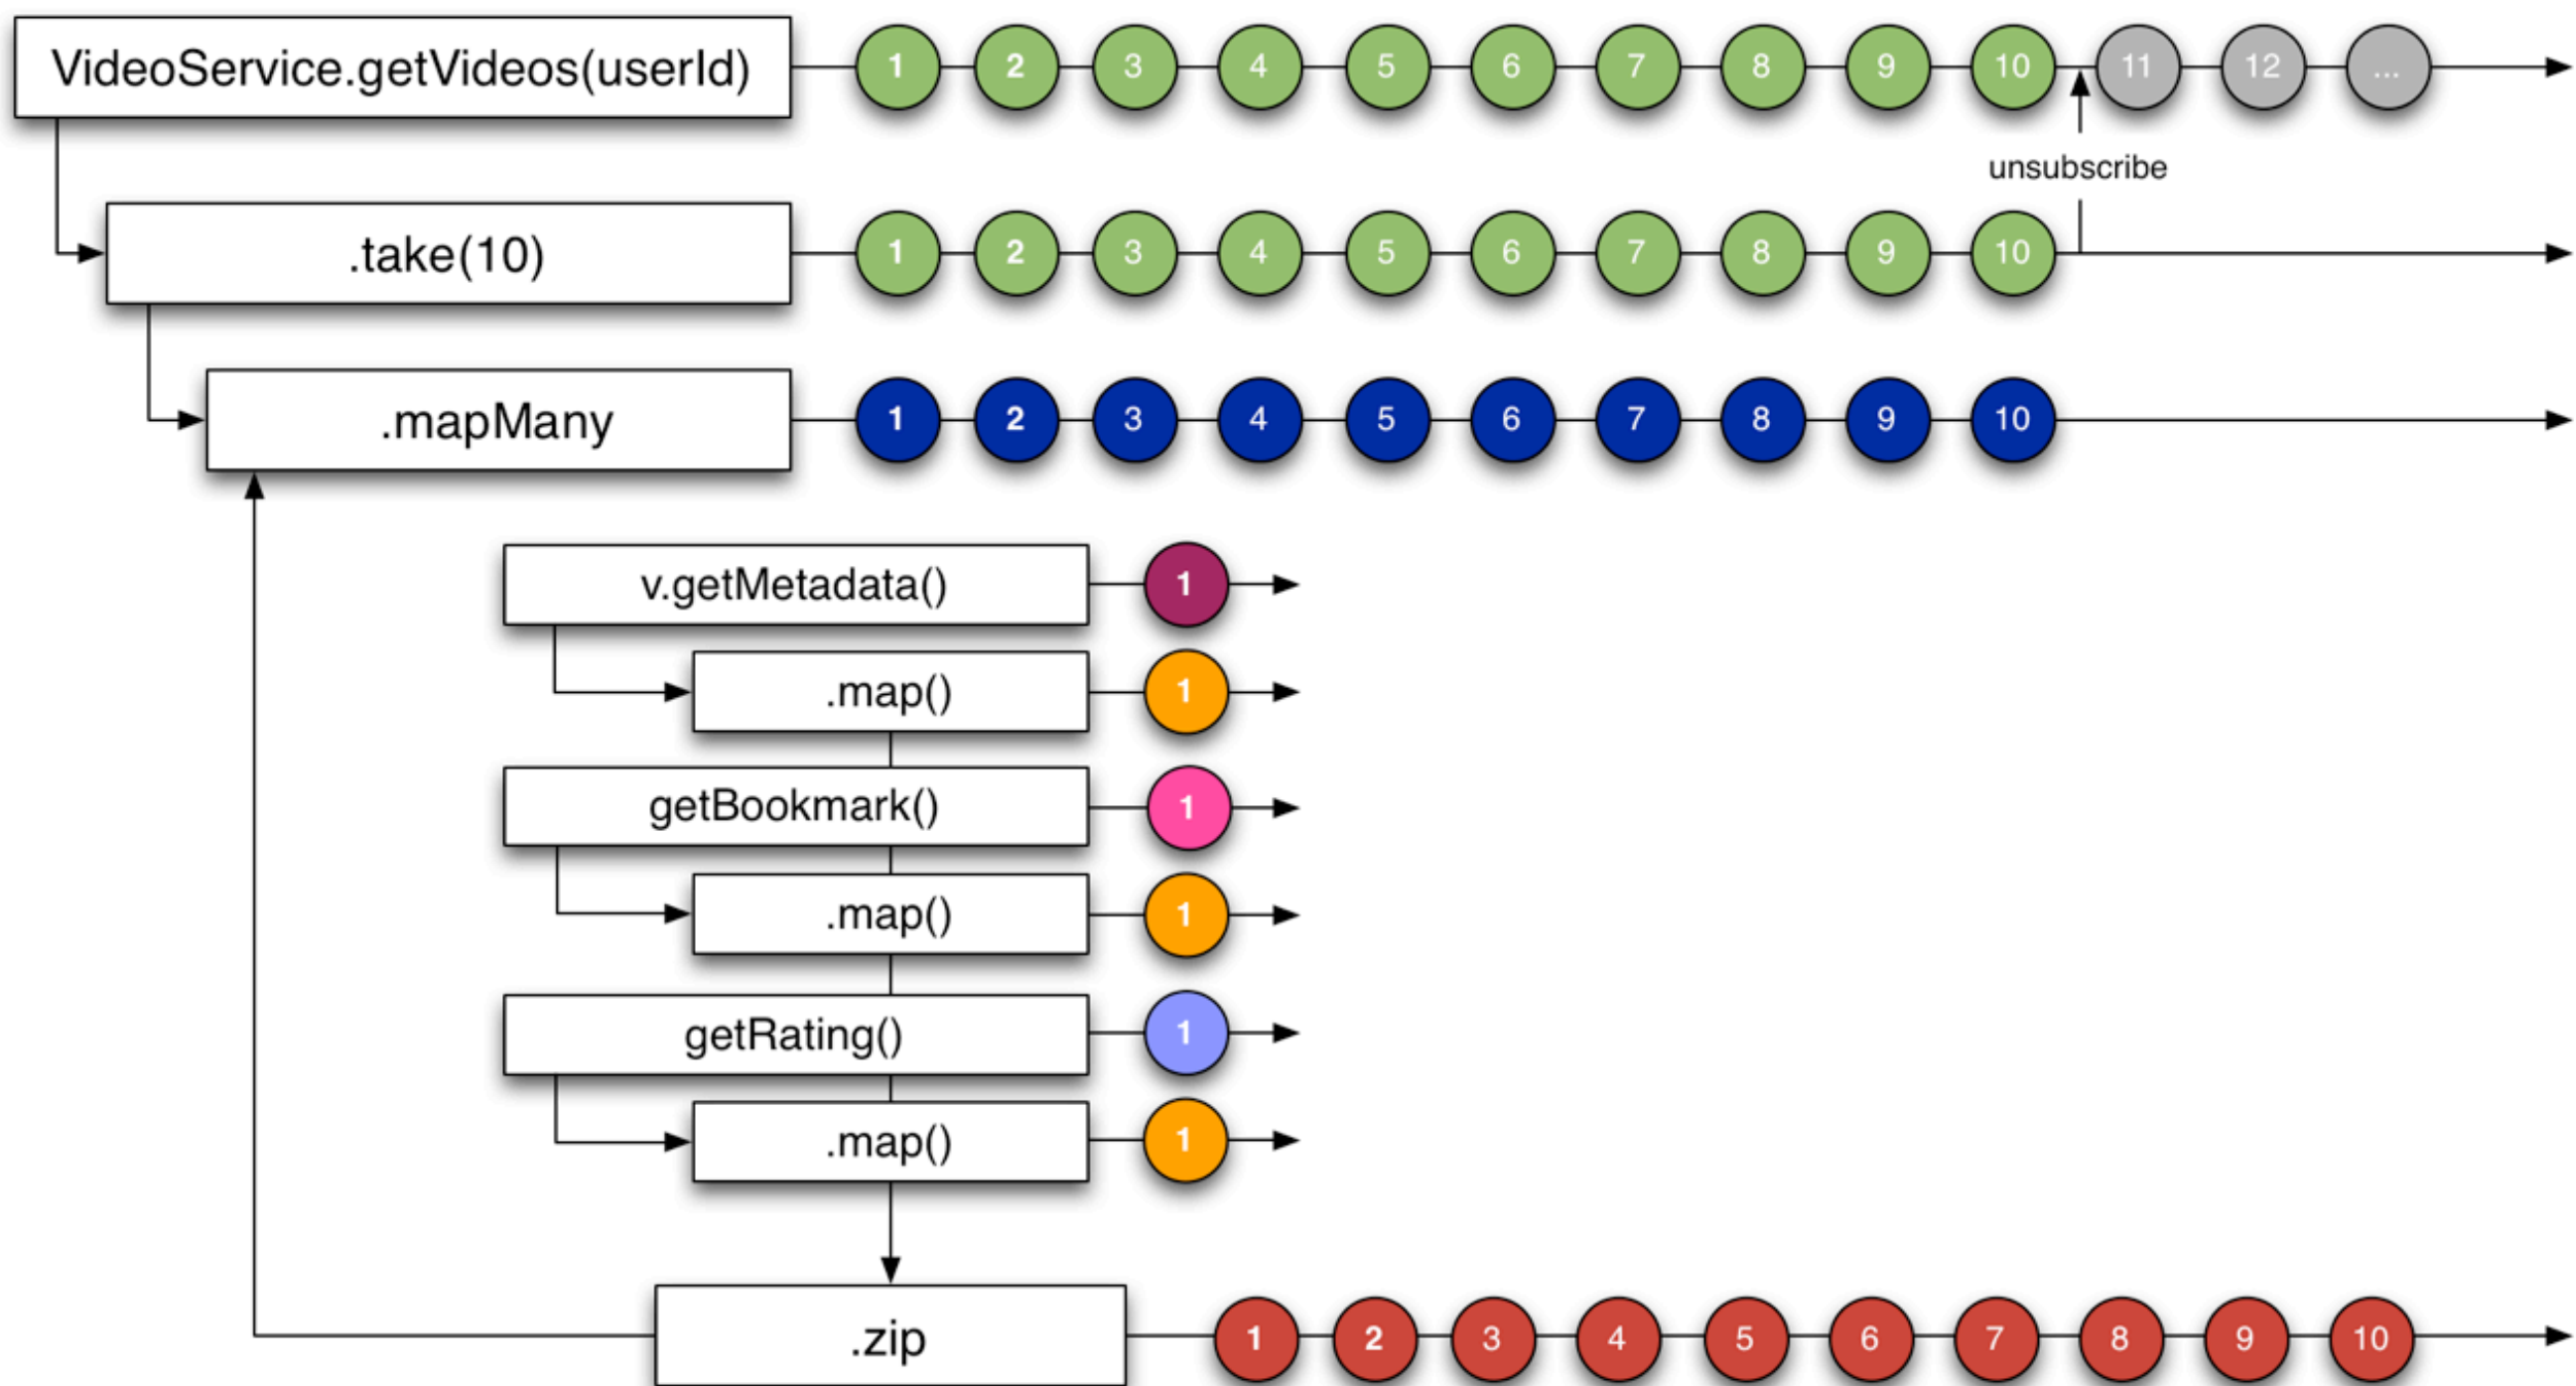 VideoService.getVideos(userId) 1 2 3 4 5 6 7 8 9 10 11 12 ...
unsubscribe
.take(10) 1 2 3 4 5 6 7 8 9 10
.mapMany 1 2 3 4 5 6 7 8 9 10
v.getMetadata() 1
.map() 1
getBookmark() 1
.map() 1
getRating() 1
.map() 1
.zip 1 2 3 4 5 6 7 8 9 10